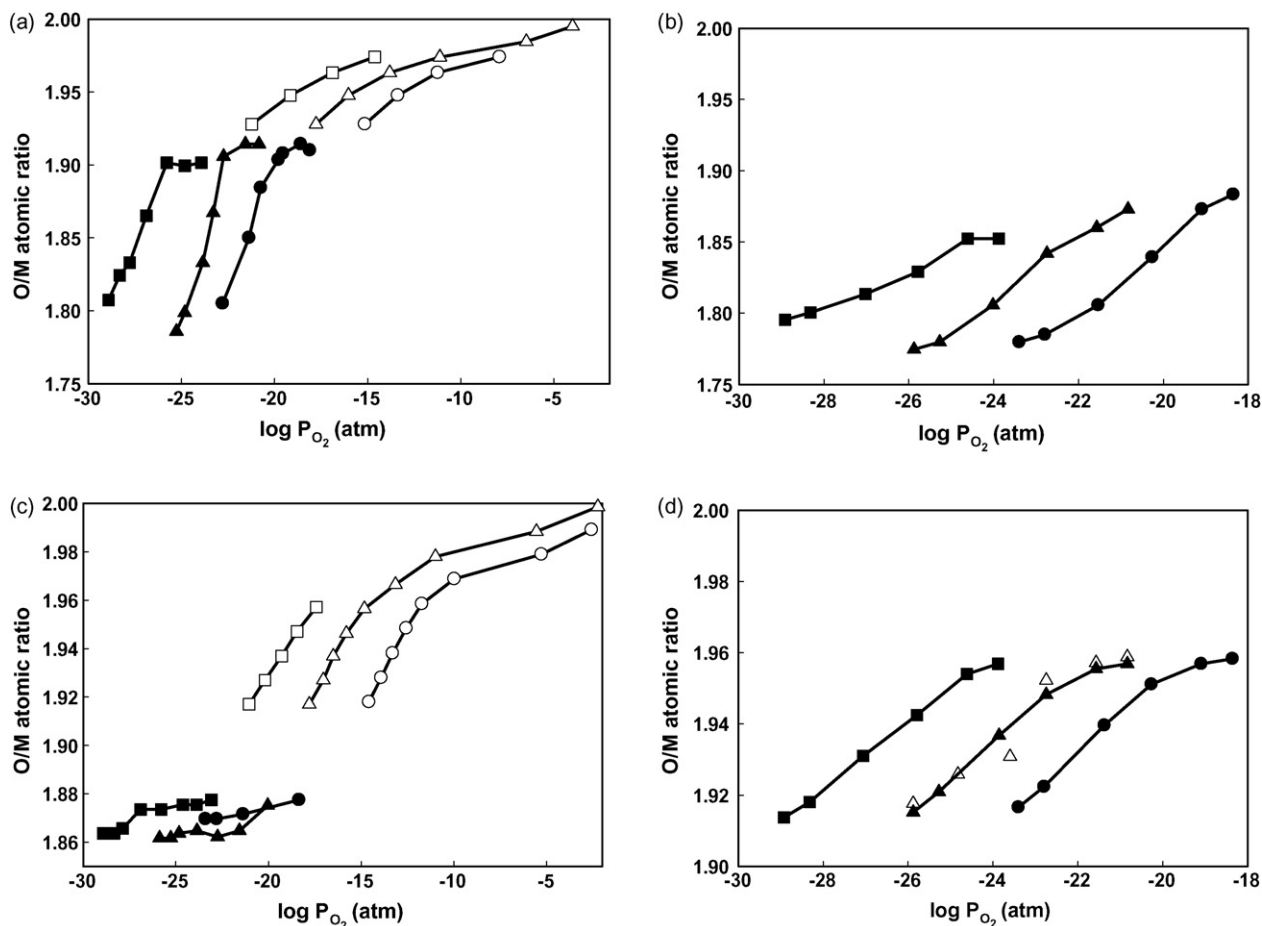 (a)
O/M atomic ratio
2.00
1.95
1.90
1.85
1.80
1.75
-30 -25 -20 -15 -10 -5
log P_O₂ (atm)
(b)
O/M atomic ratio
2.00
1.95
1.90
1.85
1.80
1.75
-30 -28 -26 -24 -22 -20 -18
log P_O₂ (atm)
(c)
O/M atomic ratio
2.00
1.98
1.96
1.94
1.92
1.90
1.88
1.86
-30 -25 -20 -15 -10 -5
log P_O₂ (atm)
(d)
O/M atomic ratio
2.00
1.98
1.96
1.94
1.92
1.90
-30 -28 -26 -24 -22 -20 -18
log P_O₂ (atm)